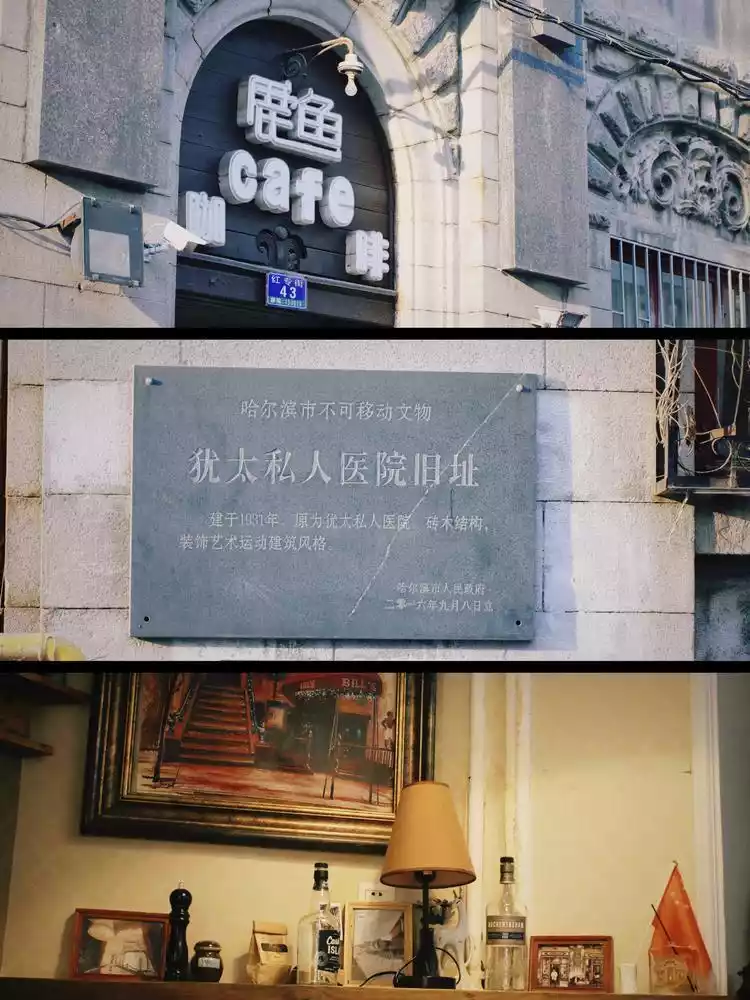 鹿鱼
cafe
咖
啡
红专街
43
哈尔滨市不可移动文物
犹太私人医院旧址
建于1931年，原为犹太私人医院，砖木结构，
装饰艺术运动建筑风格。
哈尔滨市人民政府
二零一六年九月八日立
BILL'S